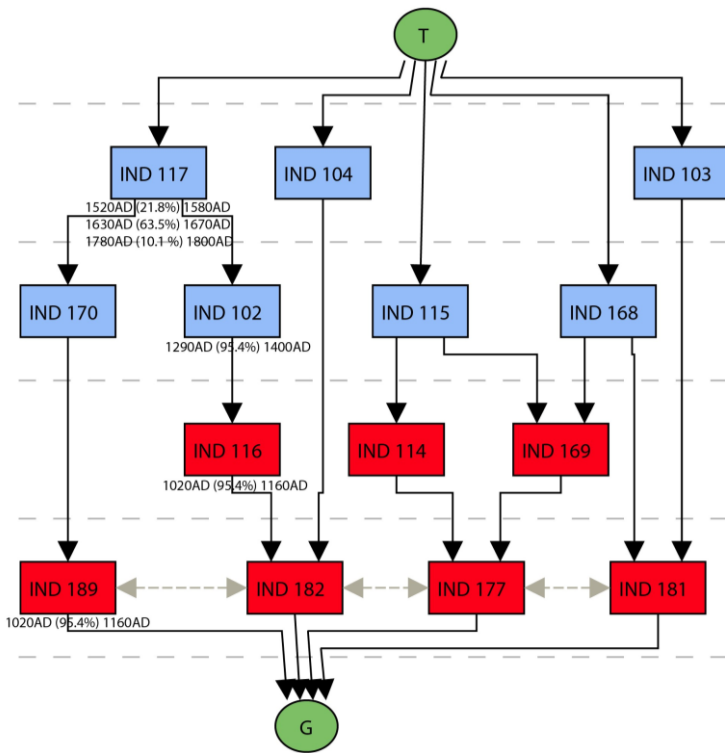 T
IND 117
IND 104
IND 103
1520AD (21.8%) 1580AD
1630AD (63.5%) 1670AD
1780AD (10.1 %) 1800AD
IND 170
IND 102
IND 115
IND 168
1290AD (95.4%) 1400AD
IND 116
IND 114
IND 169
1020AD (95.4%) 1160AD
IND 189
IND 182
IND 177
IND 181
1020AD (95.4%) 1160AD
G